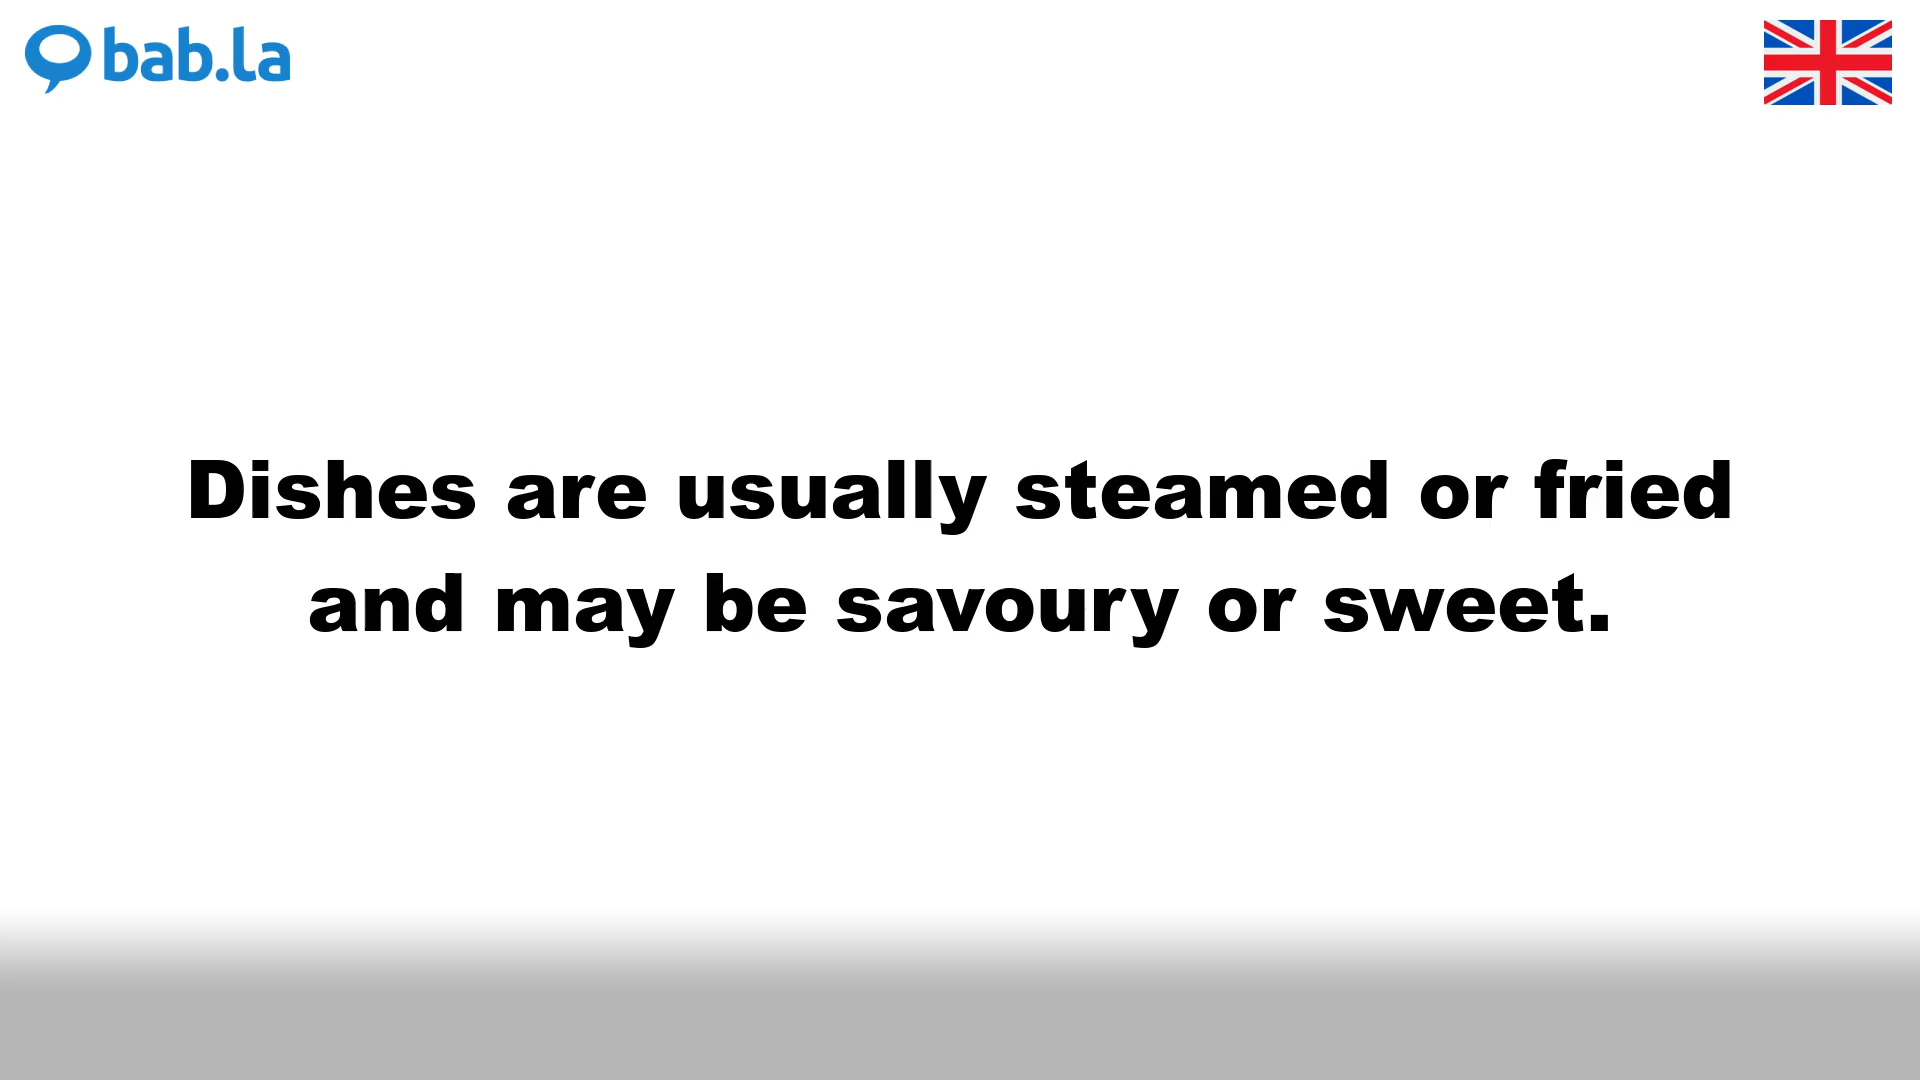 bab.la
Dishes are usually steamed or fried
and may be savoury or sweet.